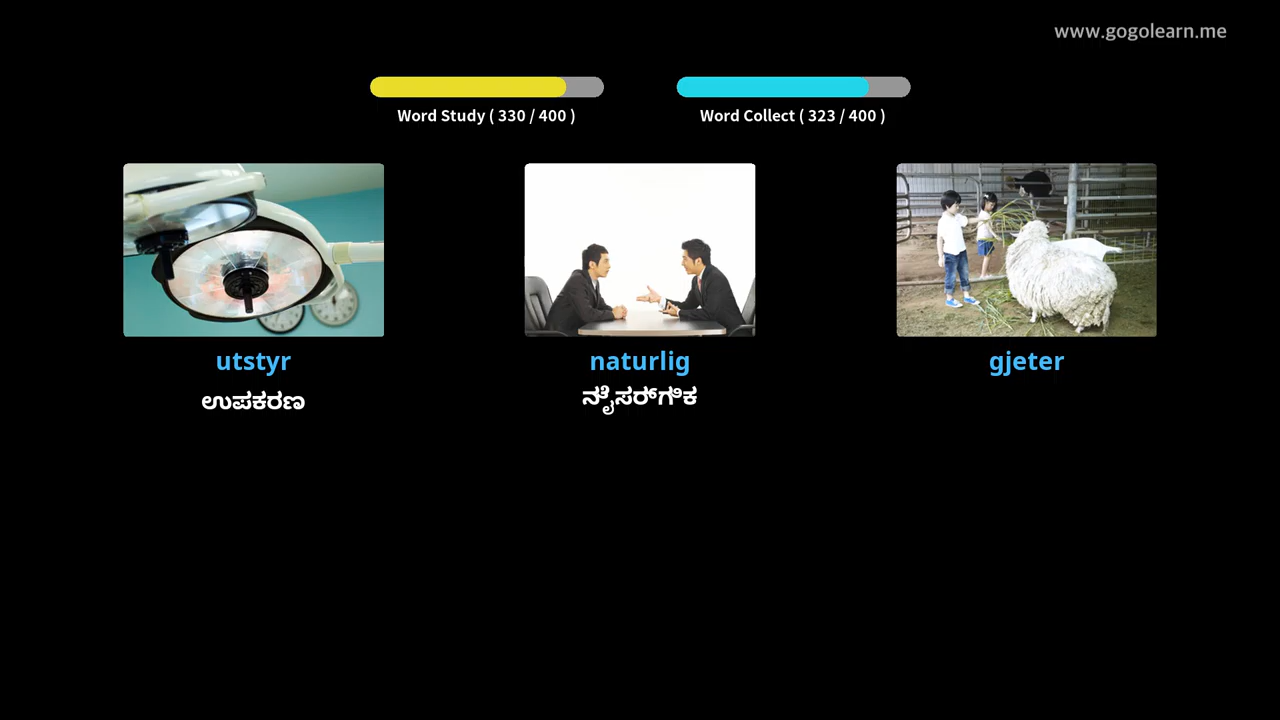 www.gogolearn.me
Word Study ( 330 / 400 )
Word Collect ( 323 / 400 )
utstyr
naturlig
gjeter
ಉಪಕರಣ
ನೈಸರ್ಗಿಕ